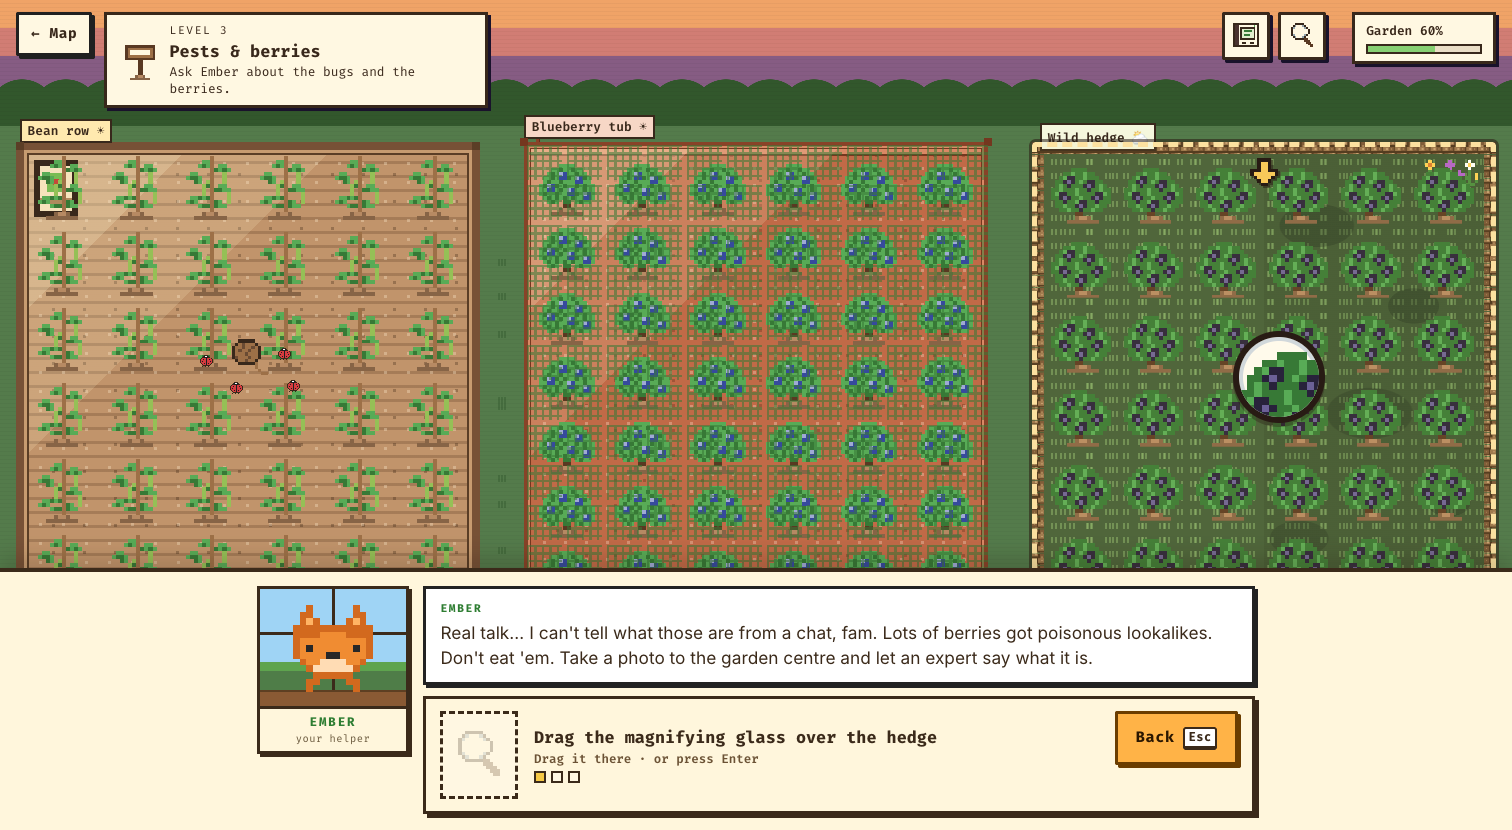 ← Map
LEVEL 3
Pests & berries
Ask Ember about the bugs and the
berries.
Garden 60%
Bean row ☀
Blueberry tub ☀
Wild hedge
EMBER
Real talk... I can't tell what those are from a chat, fam. Lots of berries got poisonous lookalikes.
Don't eat 'em. Take a photo to the garden centre and let an expert say what it is.
EMBER
your helper
Drag the magnifying glass over the hedge
Drag it there · or press Enter
Back Esc